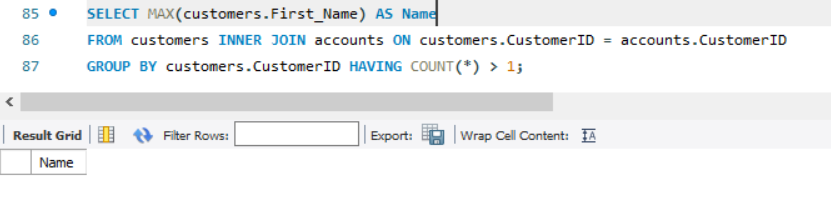 85 SELECT MAX(customers.First_Name) AS Name
86 FROM customers INNER JOIN accounts ON customers.CustomerID = accounts.CustomerID
87 GROUP BY customers.CustomerID HAVING COUNT(*) > 1;
Result Grid Filter Rows: Export: Wrap Cell Content: IA
Name